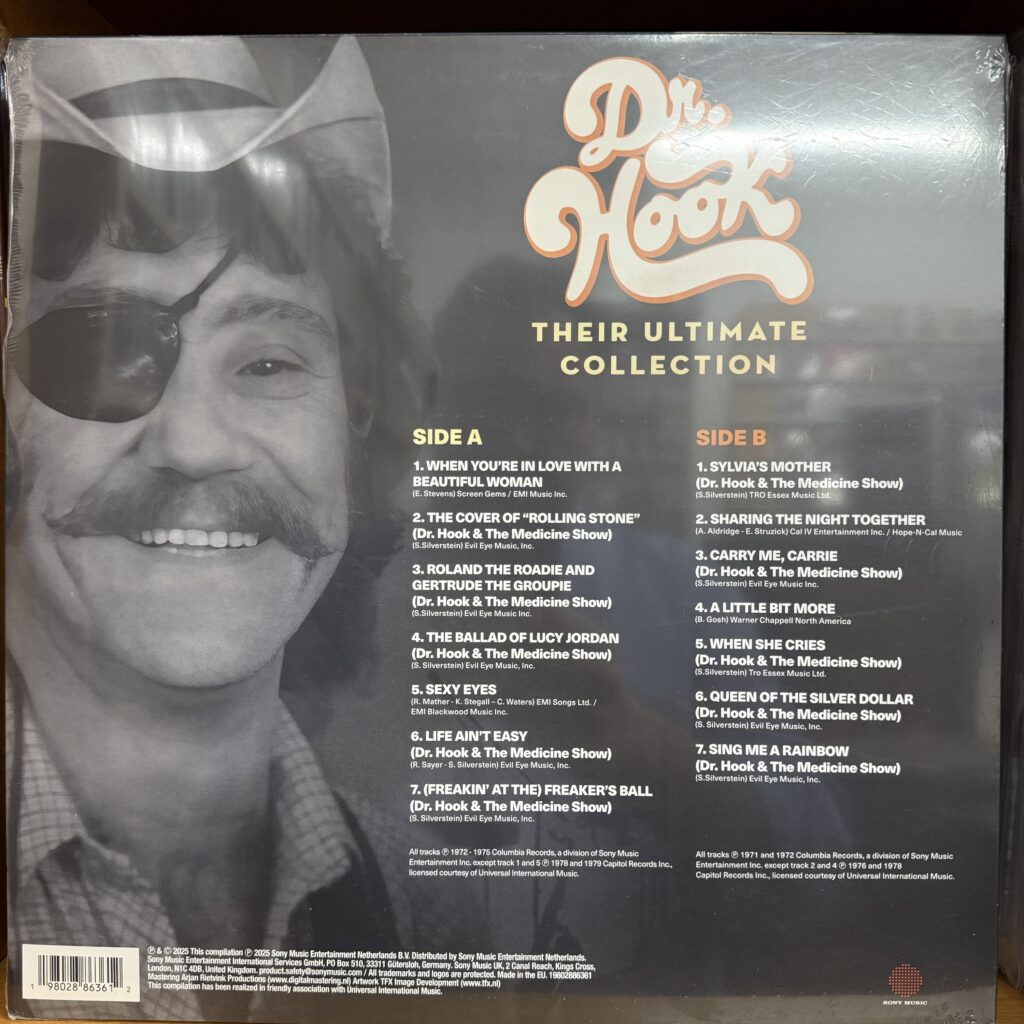 Dr.
Hook
THEIR ULTIMATE
COLLECTION
SIDE A
1. WHEN YOU'RE IN LOVE WITH A
BEAUTIFUL WOMAN
(E. Stevens) Screen Gems / EMI Music Inc.
2. THE COVER OF “ROLLING STONE”
(Dr. Hook & The Medicine Show)
(S.Silverstein) Evil Eye Music, Inc.
3. ROLAND THE ROADIE AND
GERTRUDE THE GROUPIE
(Dr. Hook & The Medicine Show)
(S.Silverstein) Evil Eye Music Inc.
4. THE BALLAD OF LUCY JORDAN
(Dr. Hook & The Medicine Show)
(S. Silverstein) Evil Eye Music, Inc.
5. SEXY EYES
(R. Mather - K. Stegall – C. Waters) EMI Songs Ltd. /
EMI Blackwood Music Inc.
6. LIFE AIN'T EASY
(Dr. Hook & The Medicine Show)
(R. Sayer - S. Silverstein) Evil Eye Music, Inc.
7. (FREAKIN' AT THE) FREAKER'S BALL
(Dr. Hook & The Medicine Show)
(S. Silverstein) Evil Eye Music, Inc.
All tracks ℗ 1972 - 1975 Columbia Records, a division of Sony Music
Entertainment Inc. except track 1 and 5 ℗ 1978 and 1979 Capitol Records Inc.,
licensed courtesy of Universal International Music.
SIDE B
1. SYLVIA'S MOTHER
(Dr. Hook & The Medicine Show)
(S.Silverstein) TRO Essex Music Ltd.
2. SHARING THE NIGHT TOGETHER
(A. Aldridge - E. Struzick) Cal IV Entertainment Inc. / Hope-N-Cal Music
3. CARRY ME, CARRIE
(Dr. Hook & The Medicine Show)
(S.Silverstein) Evil Eye Music, Inc.
4. A LITTLE BIT MORE
(B. Gosh) Warner Chappell North America
5. WHEN SHE CRIES
(Dr. Hook & The Medicine Show)
(S.Silverstein) Tro Essex Music Ltd.
6. QUEEN OF THE SILVER DOLLAR
(Dr. Hook & The Medicine Show)
(S. Silverstein) Evil Eye Music, Inc.
7. SING ME A RAINBOW
(Dr. Hook & The Medicine Show)
(S.Silverstein) Evil Eye Music, Inc.
All tracks ℗ 1971 and 1972 Columbia Records, a division of Sony Music
Entertainment Inc. except track 2 and 4 ℗ 1976 and 1978
Capitol Records Inc., licensed courtesy of Universal International Music.
1 98028 86361 2
℗ & © 2025 This compilation ℗ 2025 Sony Music Entertainment Netherlands B.V. Distributed by Sony Music Entertainment.
Sony Music Entertainment International Services GmbH, PO Box 510, 33311 Gütersloh, Germany. Sony Music UK, 2 Canal Reach, Kings Cross,
London, N1C 4DB, United Kingdom. product.safety@sonymusic.com / All trademarks and logos are protected. Made in the EU. 19802886361
Mastering Arjan Rietvink Productions (www.digitalmastering.nl) Artwork TFX Image Development (www.tfx.nl)
This compilation has been realized in friendly association with Universal International Music.
SONY MUSIC